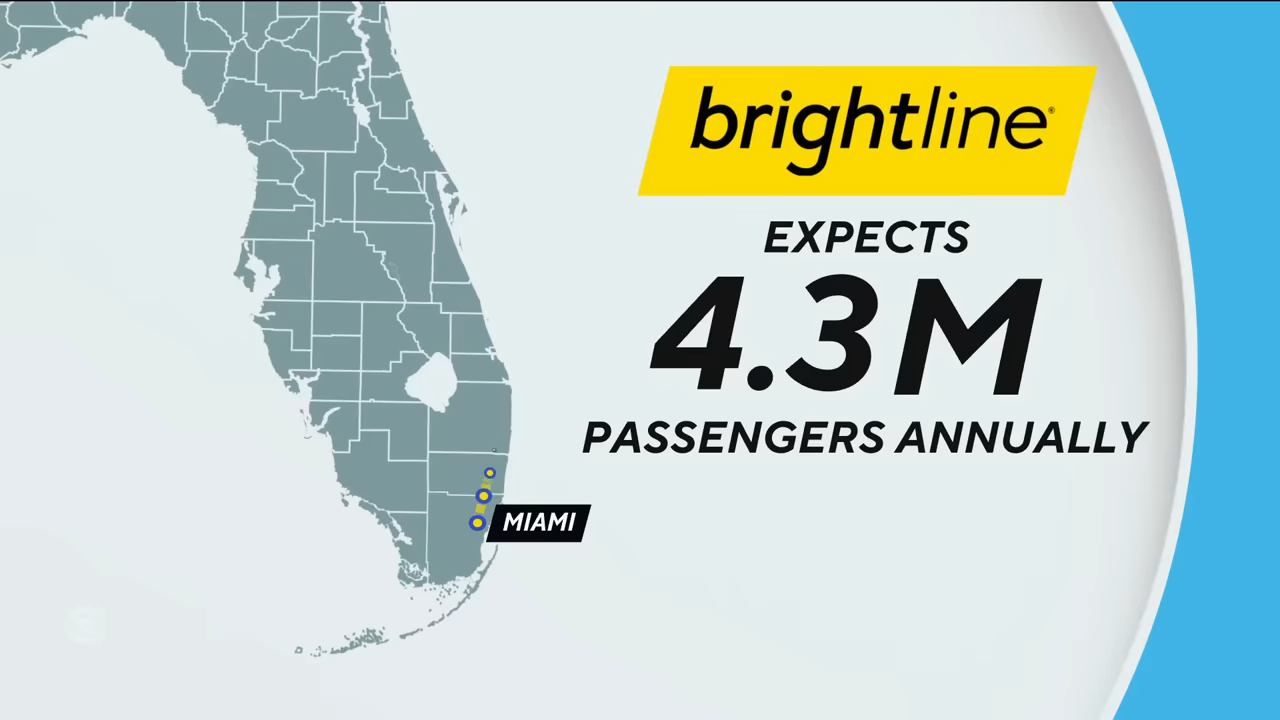 brightline®
EXPECTS
4.3M
PASSENGERS ANNUALLY
MIAMI